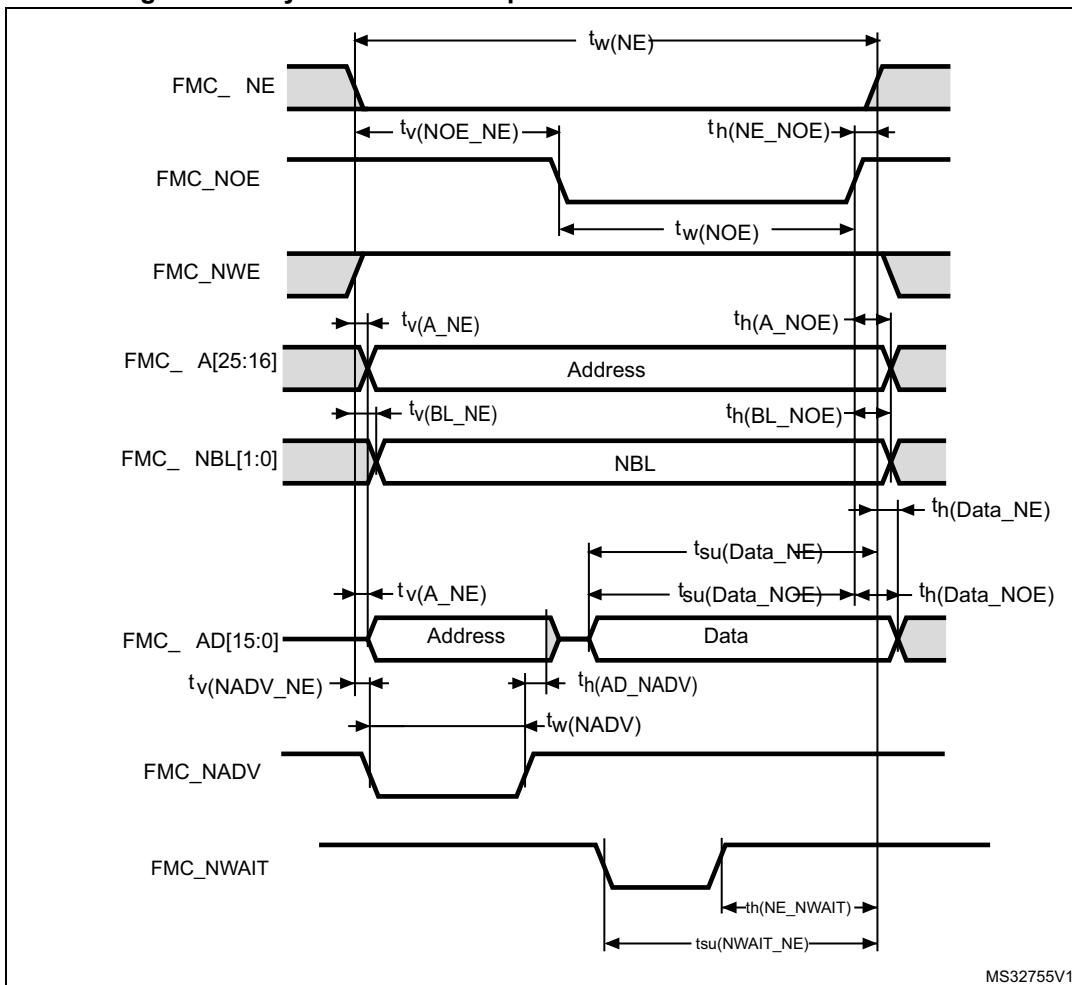 tw(NE)
FMC_ NE
tv(NOE_NE)
th(NE_NOE)
FMC_NOE
tw(NOE)
FMC_NWE
tv(A_NE)
th(A_NOE)
FMC_ A[25:16]
Address
tv(BL_NE)
th(BL_NOE)
FMC_ NBL[1:0]
NBL
th(Data_NE)
tsu(Data_NE)
tv(A_NE)
tsu(Data_NOE)
th(Data_NOE)
FMC_ AD[15:0]
Address
Data
tv(NADV_NE)
th(AD_NADV)
tw(NADV)
FMC_NADV
FMC_NWAIT
th(NE_NWAIT)
tsu(NWAIT_NE)
MS32755V1